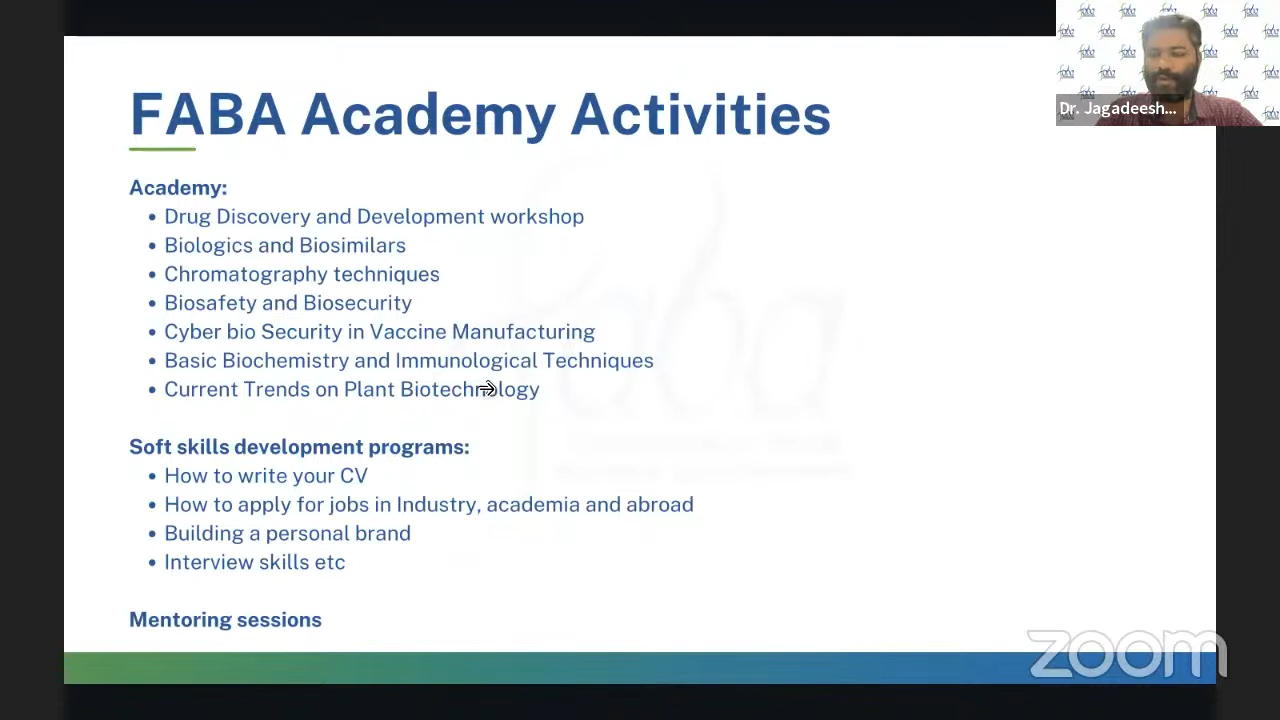 FABA Academy Activities
Dr. Jagadeesh...
Academy:
• Drug Discovery and Development workshop
• Biologics and Biosimilars
• Chromatography techniques
• Biosafety and Biosecurity
• Cyber bio Security in Vaccine Manufacturing
• Basic Biochemistry and Immunological Techniques
• Current Trends on Plant Biotechnology
Soft skills development programs:
• How to write your CV
• How to apply for jobs in Industry, academia and abroad
• Building a personal brand
• Interview skills etc
Mentoring sessions
zoom
faba